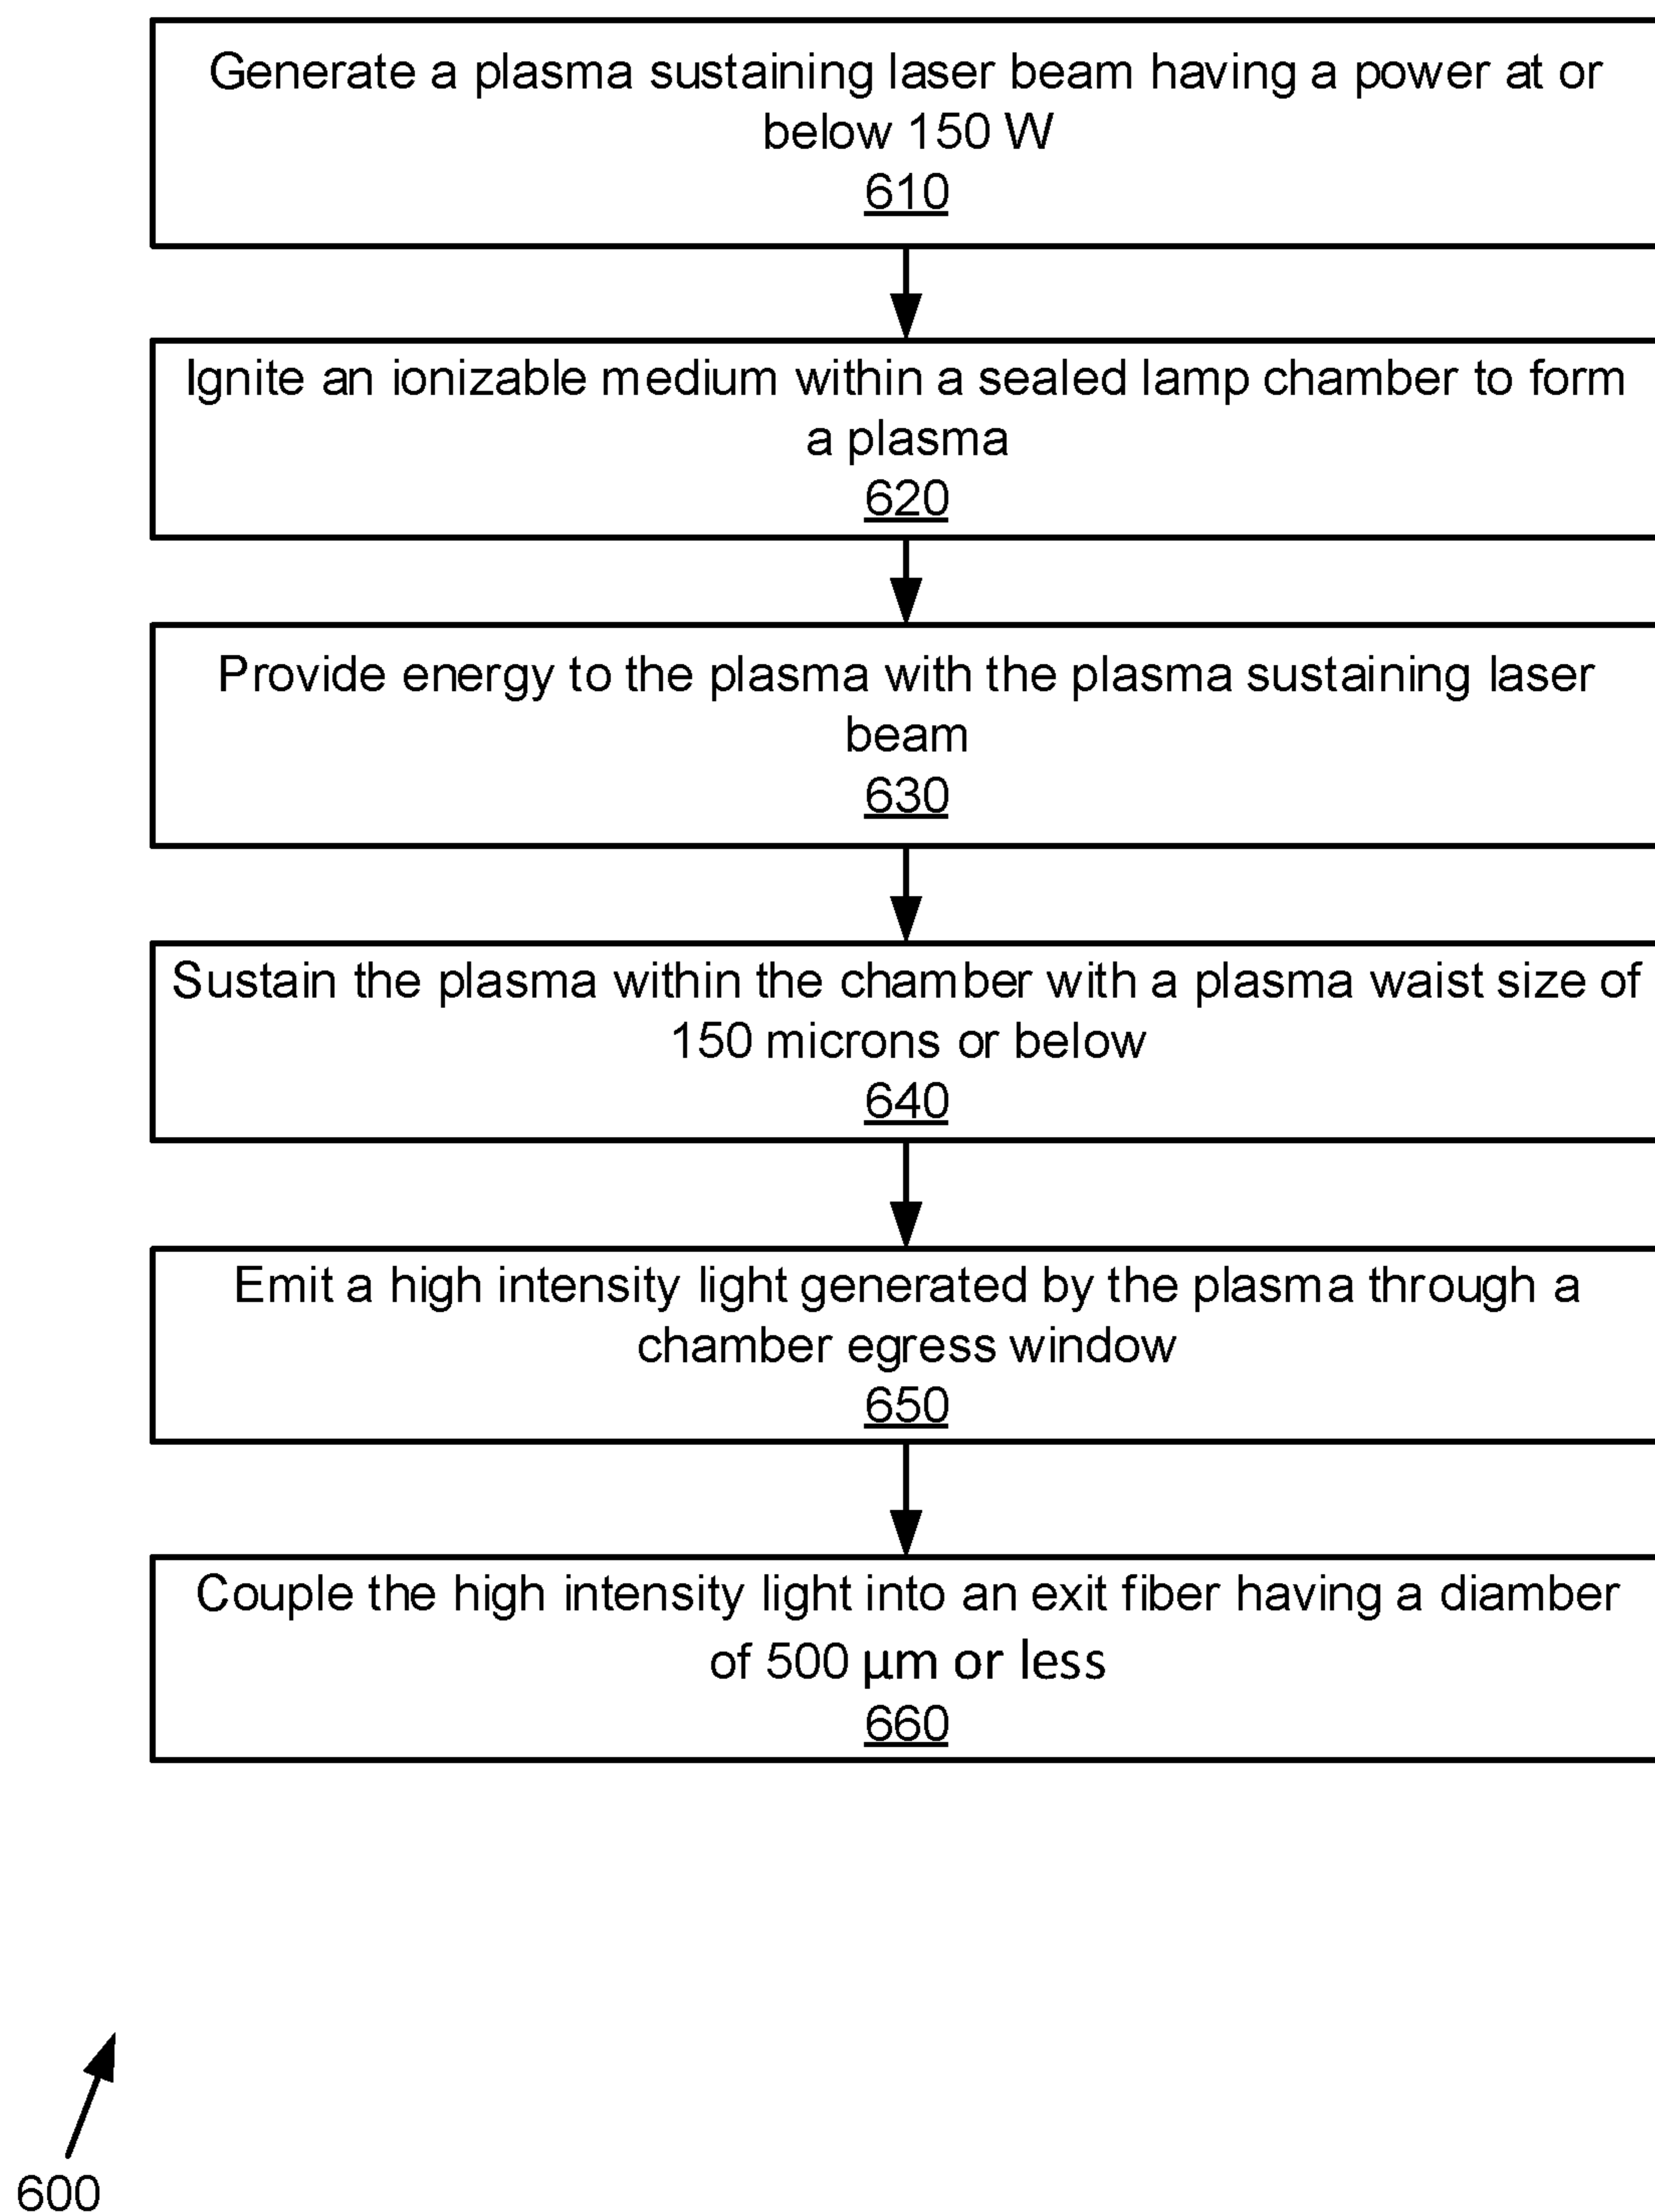 Generate a plasma sustaining laser beam having a power at or
below 150 W
610
Ignite an ionizable medium within a sealed lamp chamber to form
a plasma
620
Provide energy to the plasma with the plasma sustaining laser
beam
630
Sustain the plasma within the chamber with a plasma waist size of
150 microns or below
640
Emit a high intensity light generated by the plasma through a
chamber egress window
650
Couple the high intensity light into an exit fiber having a diamber
of 500 µm or less
660
600